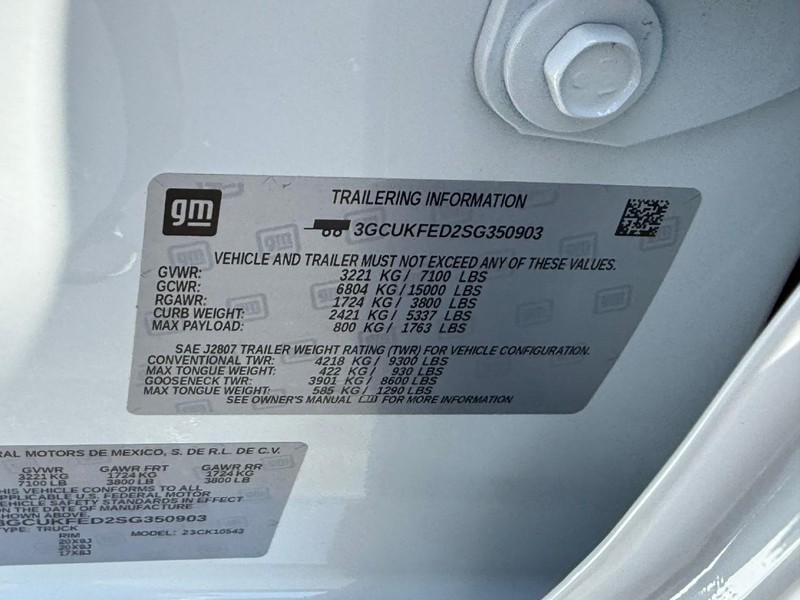 gm
TRAILERING INFORMATION
3GCUKFED2SG350903
VEHICLE AND TRAILER MUST NOT EXCEED ANY OF THESE VALUES.
GVWR: 3221 KG / 7100 LBS
GCWR: 6804 KG / 15000 LBS
RGAWR: 1724 KG / 3800 LBS
CURB WEIGHT: 2421 KG / 5337 LBS
MAX PAYLOAD: 800 KG / 1763 LBS
SAE J2807 TRAILER WEIGHT RATING (TWR) FOR VEHICLE CONFIGURATION.
CONVENTIONAL TWR: 4218 KG / 9300 LBS
MAX TONGUE WEIGHT: 422 KG / 930 LBS
GOOSENECK TWR: 3901 KG / 8600 LBS
MAX TONGUE WEIGHT: 585 KG / 1290 LBS
SEE OWNER'S MANUAL FOR MORE INFORMATION
RAL MOTORS DE MEXICO, S. DE R.L. DE C.V.
GVWR GAWR FRT GAWR RR
3221 KG 1724 KG 1724 KG
7100 LB 3800 LB 3800 LB
THIS VEHICLE CONFORMS TO ALL
APPLICABLE U.S. FEDERAL MOTOR
VEHICLE SAFETY STANDARDS IN EFFECT
ON THE DATE OF MANUFACTURE
SHOWN ABOVE.
3GCUKFED2SG350903
TYPE: TRUCK MODEL: 23CK10543
RIM
20X9J
20X9J
17X8J